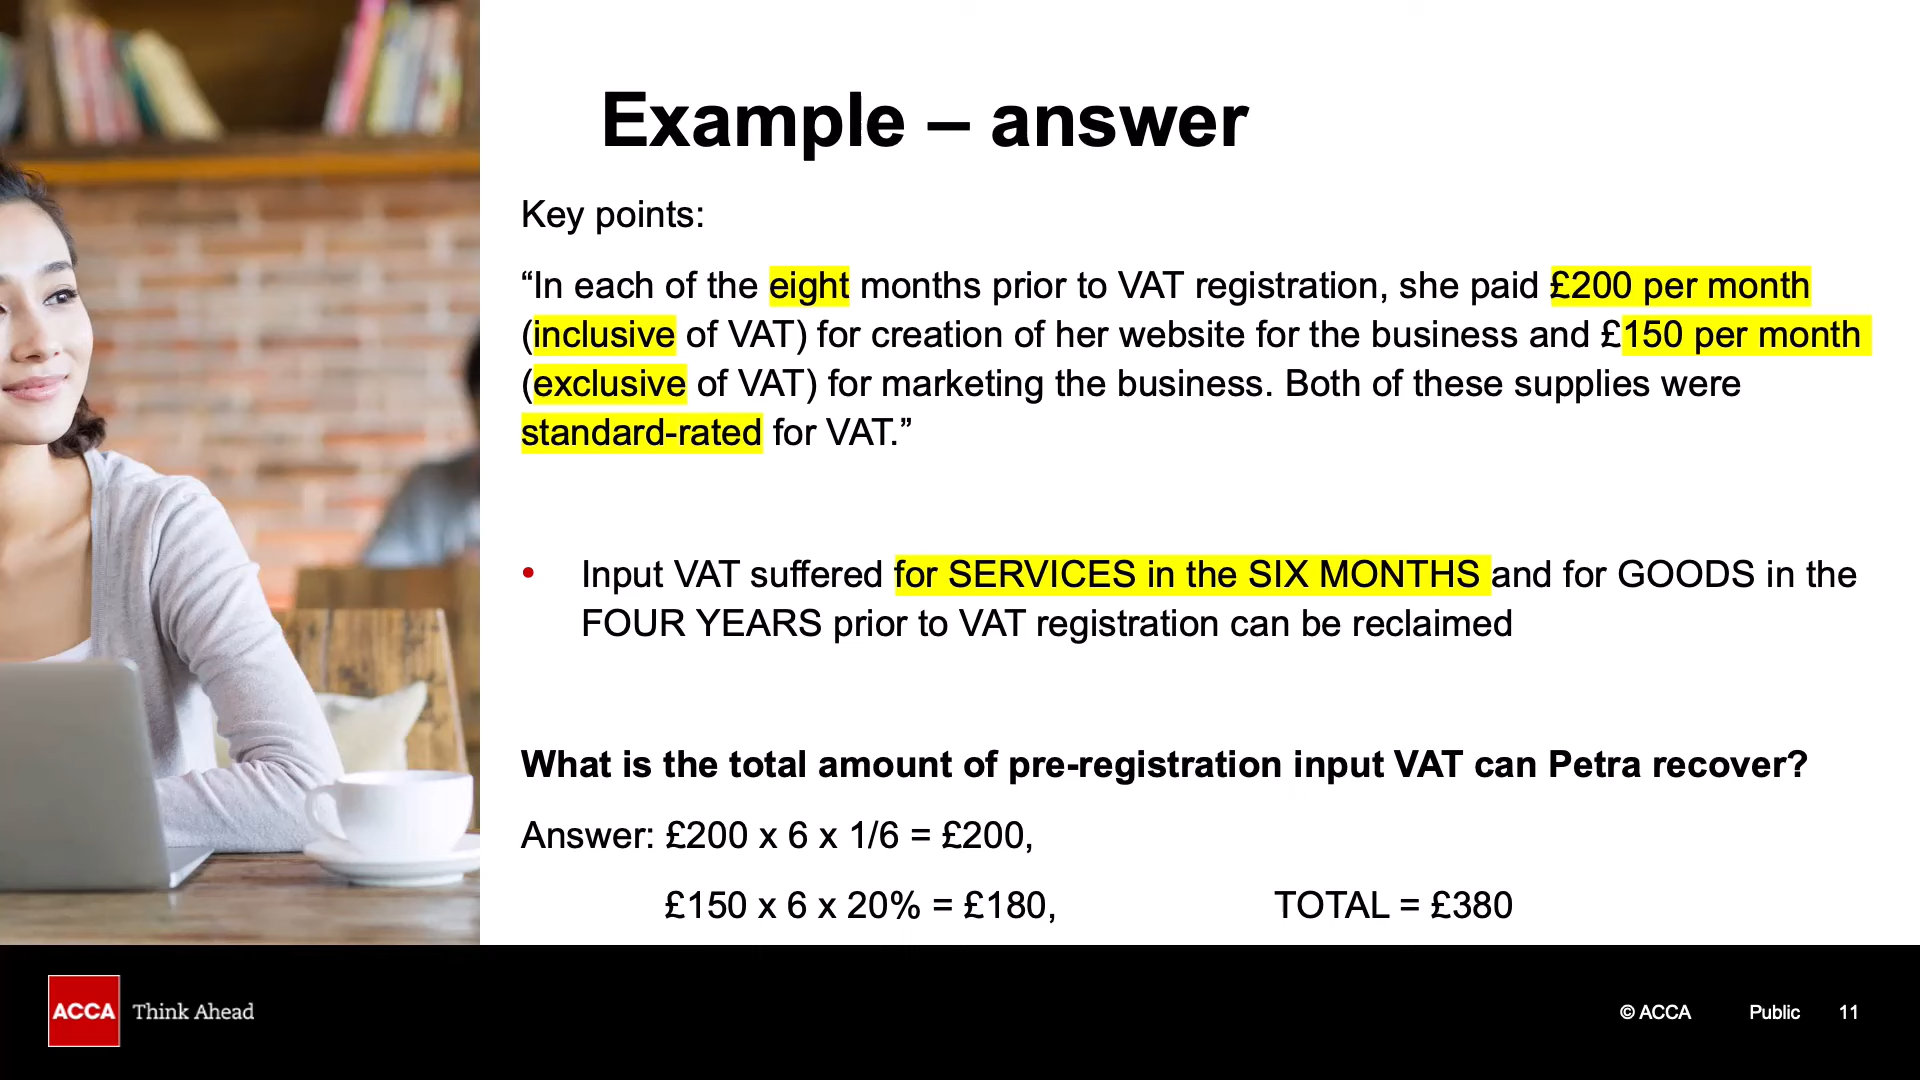 Example – answer
Key points:
“In each of the eight months prior to VAT registration, she paid £200 per month
(inclusive of VAT) for creation of her website for the business and £150 per month
(exclusive of VAT) for marketing the business. Both of these supplies were
standard-rated for VAT.”
• Input VAT suffered for SERVICES in the SIX MONTHS and for GOODS in the
FOUR YEARS prior to VAT registration can be reclaimed
What is the total amount of pre-registration input VAT can Petra recover?
Answer: £200 x 6 x 1/6 = £200,
£150 x 6 x 20% = £180, TOTAL = £380
ACCA Think Ahead
© ACCA Public 11